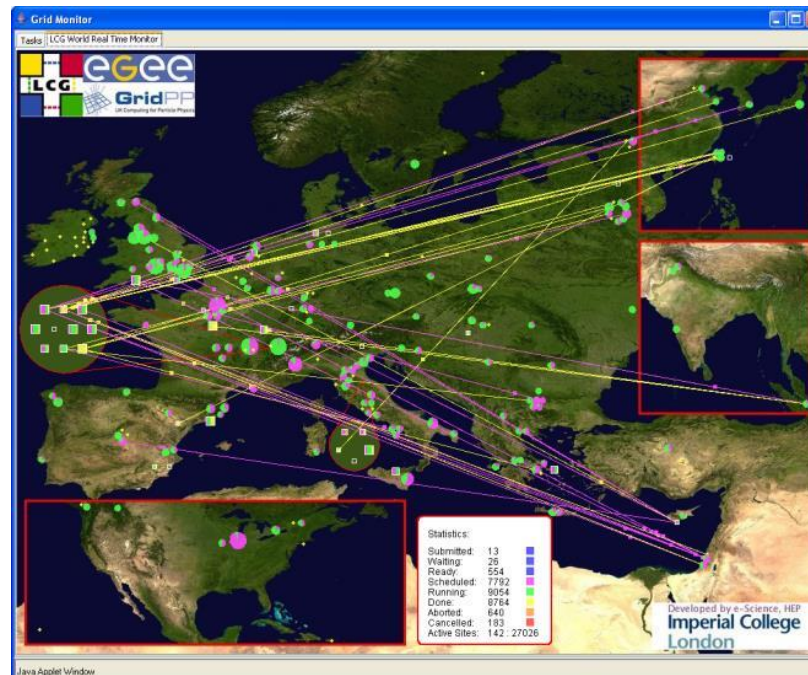 Grid Monitor
Tasks LCG World Real Time Monitor
LCG
eGee
GridPP
UK Computing for Particle Physics
Statistics:
Submitted: 13
Waiting: 26
Ready: 554
Scheduled: 7792
Running: 9054
Done: 8764
Aborted: 640
Cancelled: 183
Active Sites: 142 : 27026
Developed by e-Science, HEP
Imperial College
London
Java Applet Window